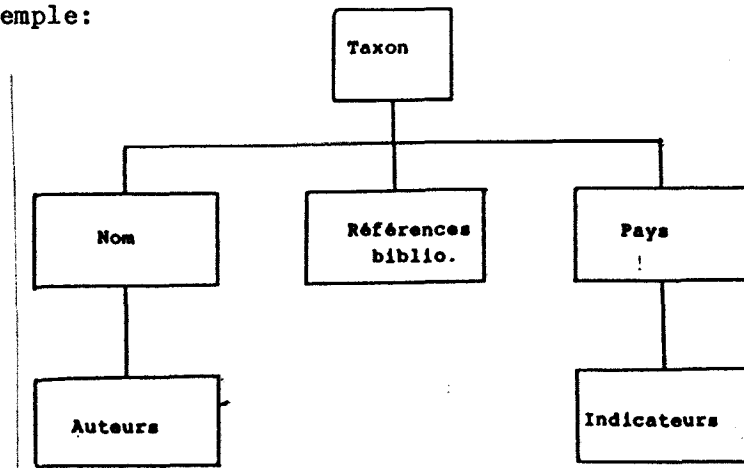 emple:
Taxon
Nom
Références
biblio.
Pays
!
Auteurs
Indicateurs